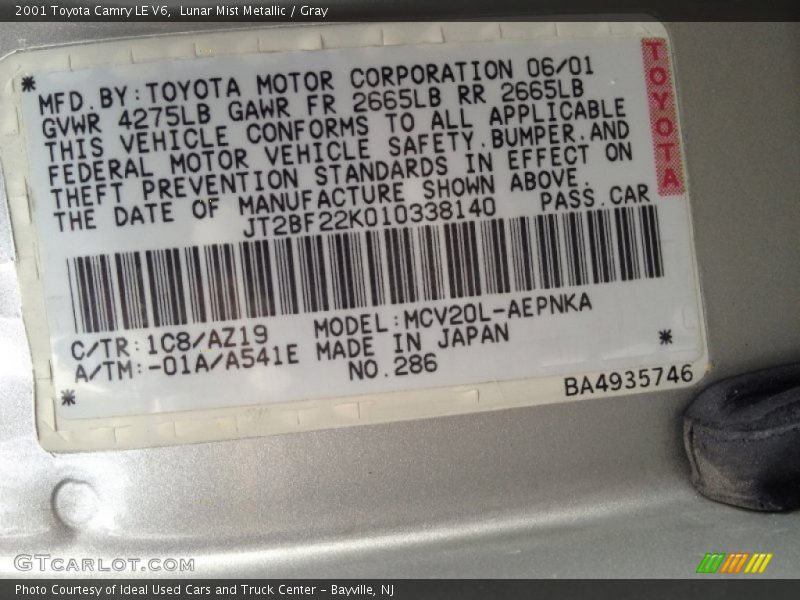 2001 Toyota Camry LE V6,  Lunar Mist Metallic / Gray
* MFD.BY:TOYOTA MOTOR CORPORATION 06/01
GVWR 4275LB GAWR FR 2665LB RR 2665LB
THIS VEHICLE CONFORMS TO ALL APPLICABLE
FEDERAL MOTOR VEHICLE SAFETY.BUMPER.AND
THEFT PREVENTION STANDARDS IN EFFECT ON
THE DATE OF MANUFACTURE SHOWN ABOVE.
JT2BF22K010338140 PASS.CAR
TOYOTA
C/TR:1C8/AZ19 MODEL:MCV20L-AEPNKA
A/TM:-01A/A541E MADE IN JAPAN *
* NO.286
BA4935746
GTCARLOT.COM
Photo Courtesy of Ideal Used Cars and Truck Center – Bayville, NJ